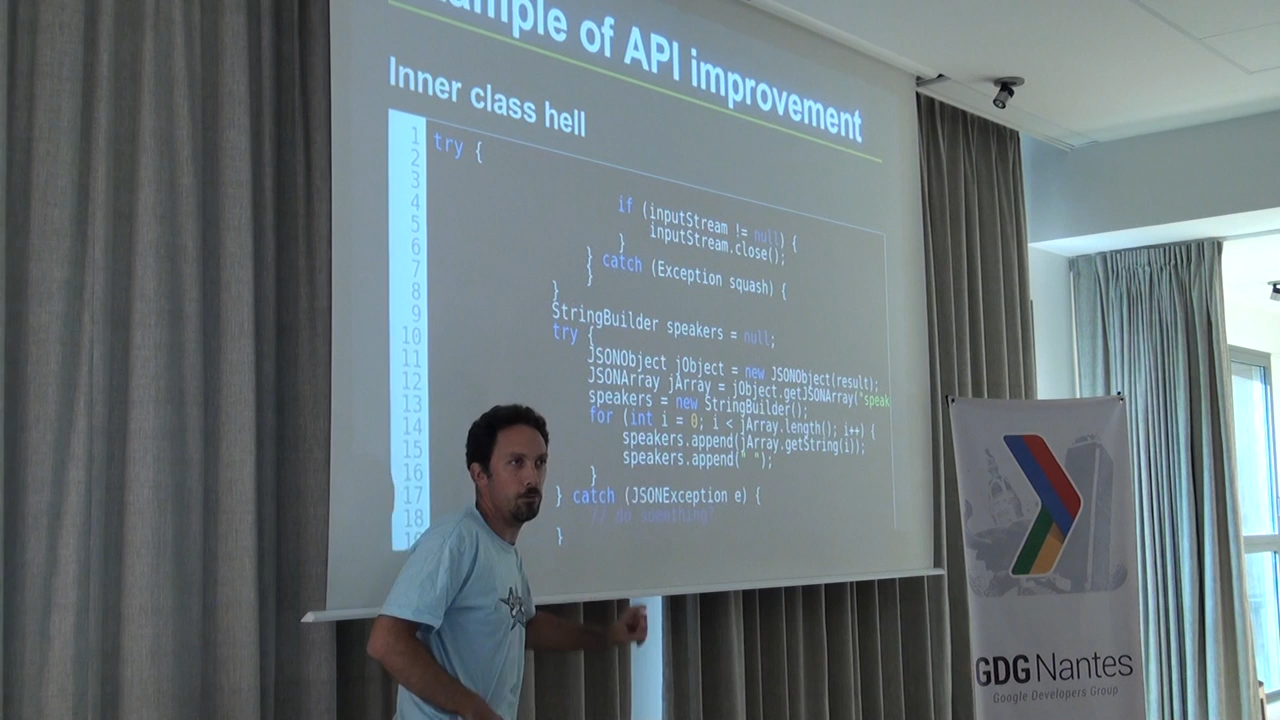 ample of API improvement
Inner class hell
1 try {
2
3
4 if (inputStream != null) {
5 inputStream.close();
6 }
7 } catch (Exception squash) {
8 }
9 }
10 StringBuilder speakers = null;
11 try {
12 JSONObject jObject = new JSONObject(result);
13 JSONArray jArray = jObject.getJSONArray("speak
14 speakers = new StringBuilder();
15 for (int i = 0; i < jArray.length(); i++) {
16 speakers.append(jArray.getString(i));
17 speakers.append(" ");
18 }
} catch (JSONException e) {
// do something?
}
GDG Nantes
Google Developers Group